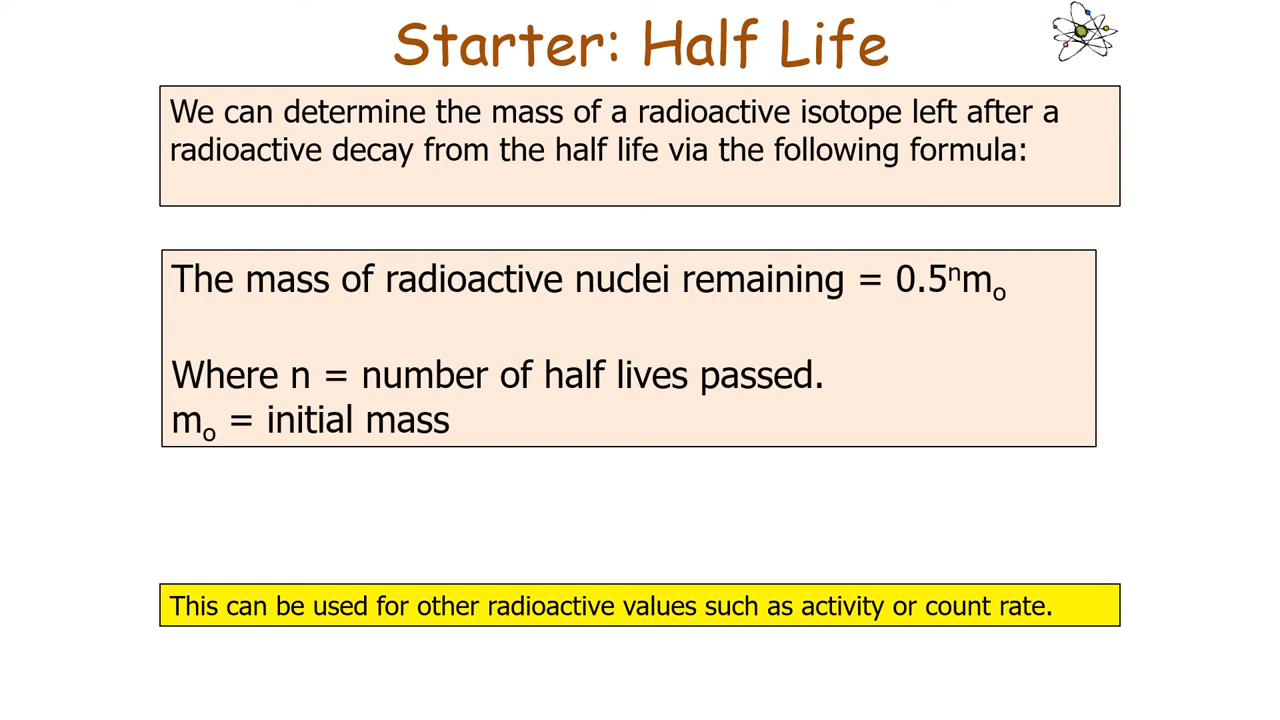 Starter: Half Life
We can determine the mass of a radioactive isotope left after a
radioactive decay from the half life via the following formula:
The mass of radioactive nuclei remaining = 0.5ⁿmₒ
Where n = number of half lives passed.
mₒ = initial mass
This can be used for other radioactive values such as activity or count rate.